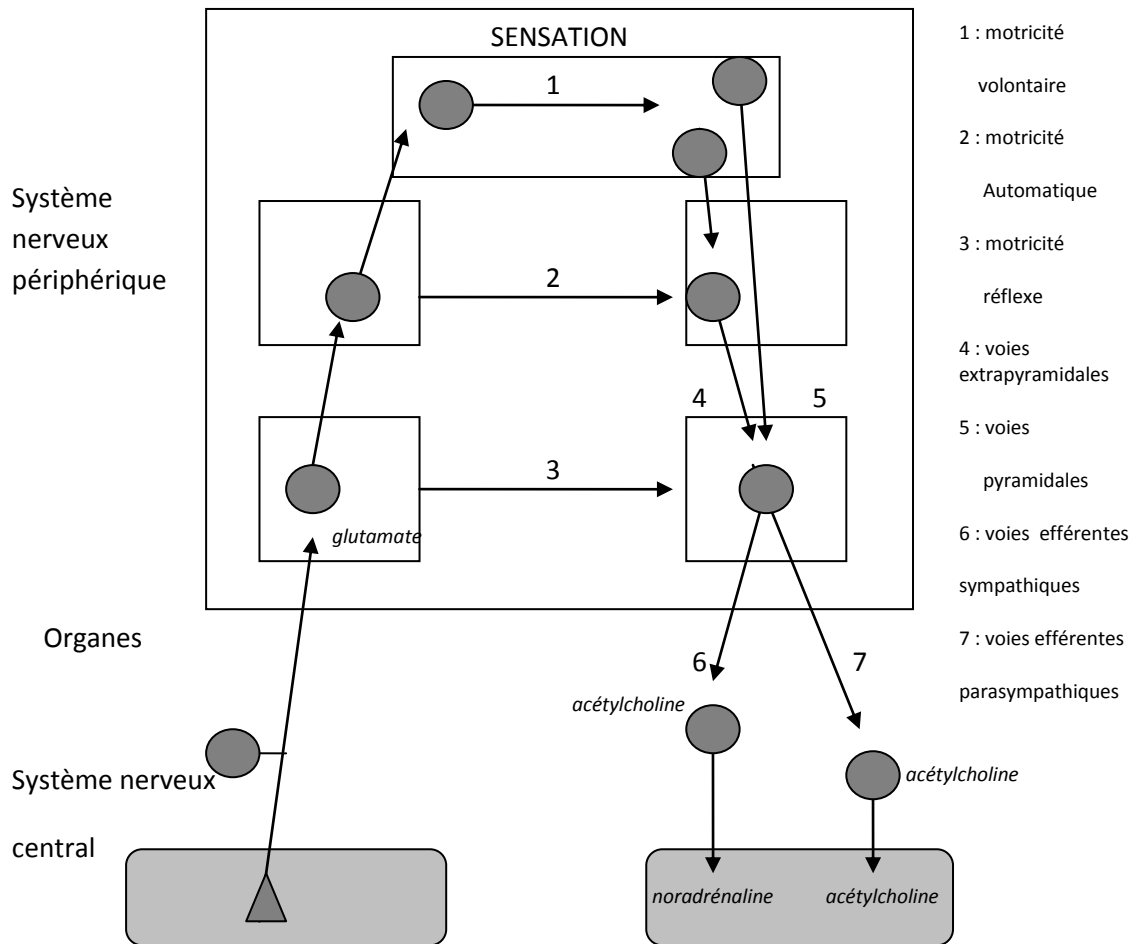 SENSATION
1
Système
nerveux
périphérique
2
4
5
3
glutamate
Organes
6
7
acétylcholine
acétylcholine
Système nerveux
central
noradrénaline
acétylcholine
1 : motricité
volontaire
2 : motricité
Automatique
3 : motricité
réflexe
4 : voies
extrapyramidales
5 : voies
pyramidales
6 : voies efférentes
sympathiques
7 : voies efférentes
parasympathiques